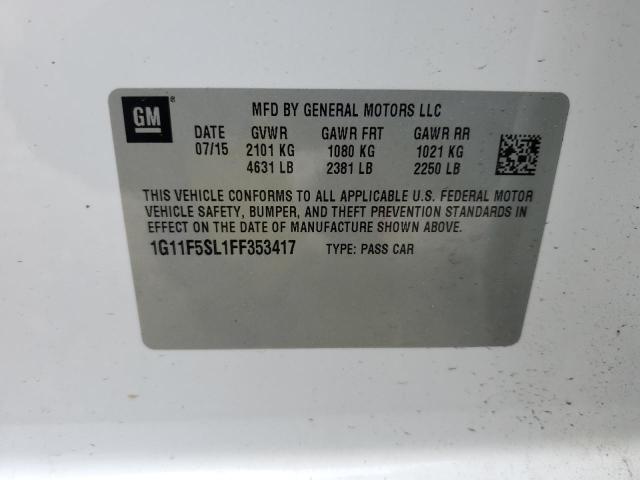 GM ®
MFD BY GENERAL MOTORS LLC
DATE GVWR GAWR FRT GAWR RR
07/15 2101 KG 1080 KG 1021 KG
4631 LB 2381 LB 2250 LB
THIS VEHICLE CONFORMS TO ALL APPLICABLE U.S. FEDERAL MOTOR
VEHICLE SAFETY, BUMPER, AND THEFT PREVENTION STANDARDS IN
EFFECT ON THE DATE OF MANUFACTURE SHOWN ABOVE.
1G11F5SL1FF353417 TYPE: PASS CAR